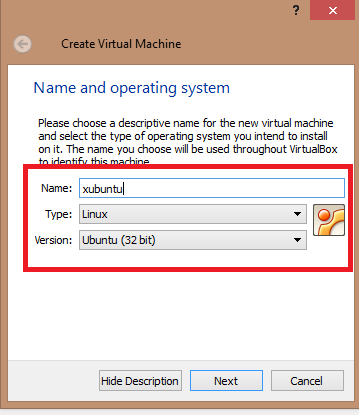 ?
Create Virtual Machine
Name and operating system
Please choose a descriptive name for the new virtual machine
and select the type of operating system you intend to install
on it. The name you choose will be used throughout VirtualBox
to identify this machine.
Name: xubuntu
Type: Linux
Version: Ubuntu (32 bit)
Hide Description Next Cancel